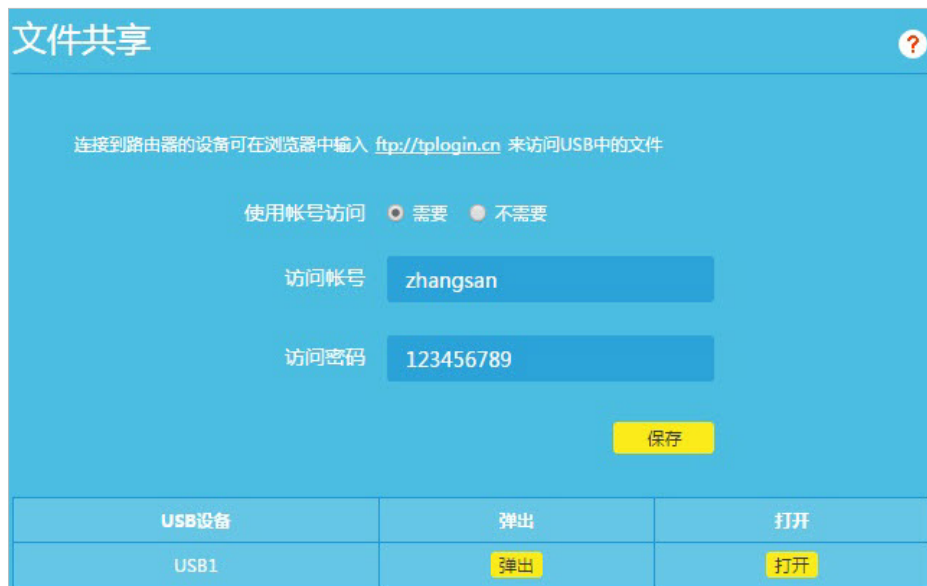 文件共享
?
连接到路由器的设备可在浏览器中输入 ftp://tplogin.cn 来访问USB中的文件
使用帐号访问 需要 不需要
访问帐号 zhangsan
访问密码 123456789
保存
USB设备 弹出 打开
USB1 弹出 打开